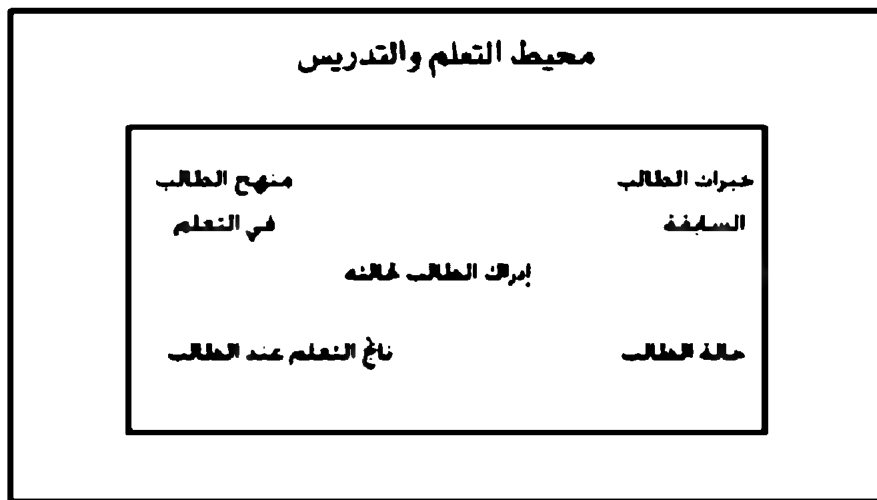 محيط التعلم والتدريس
خبرات الطالب
السابقة
منهج الطالب
في التعلم
إدراك الطالب لحالته
حالة الطالب
ناتج التعلم عند الطالب